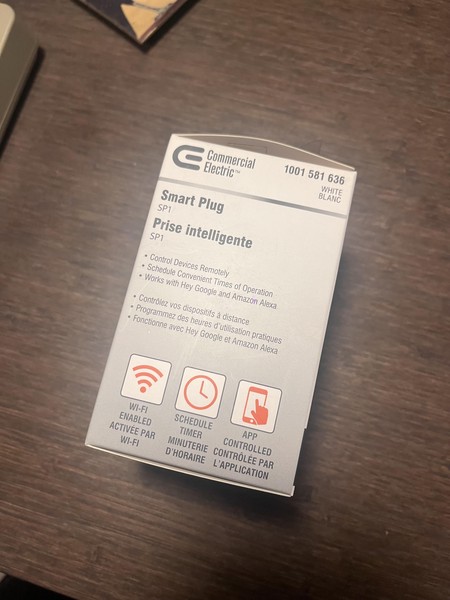 Commercial
Electric™
1001 581 636
WHITE
BLANC
Smart Plug
SP1
Prise intelligente
SP1
• Control Devices Remotely
• Schedule Convenient Times of Operation
• Works with Hey Google and Amazon Alexa
• Contrôlez vos dispositifs à distance
• Programmez des heures d'utilisation pratiques
• Fonctionne avec Hey Google et Amazon Alexa
WI-FI
ENABLED
ACTIVÉE PAR
WI-FI
SCHEDULE
TIMER
MINUTERIE
D'HORAIRE
APP
CONTROLLED
CONTRÔLÉE PAR
L'APPLICATION